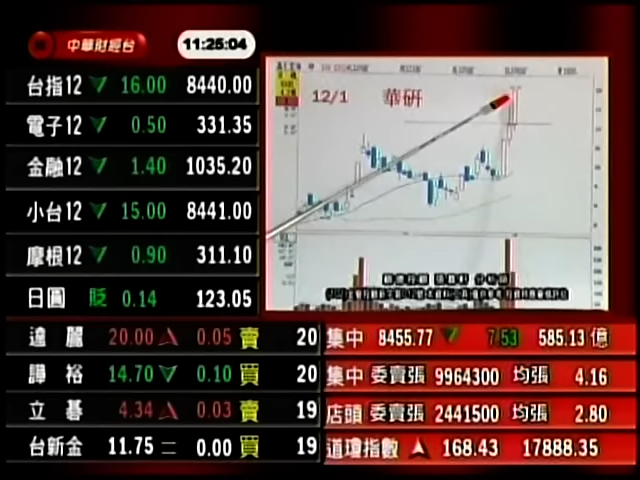 中華財經台 11:25:04
台指12 ▽ 16.00 8440.00
電子12 ▽ 0.50 331.35
金融12 ▽ 1.40 1035.20
小台12 ▽ 15.00 8441.00
摩根12 ▽ 0.90 311.10
日圓 貶 0.14 123.05
12/1 華研
達麗 20.00 △ 0.05 賣 20
譁裕 14.70 ▽ 0.10 買 20
立碁 4.34 △ 0.03 賣 19
台新金 11.75 = 0.00 買 19
集中 8455.77 ▽ 7.53 585.13 億
集中 委賣張 9964300 均張 4.16
店頭 委賣張 2441500 均張 2.80
道瓊指數 ▲ 168.43 17888.35